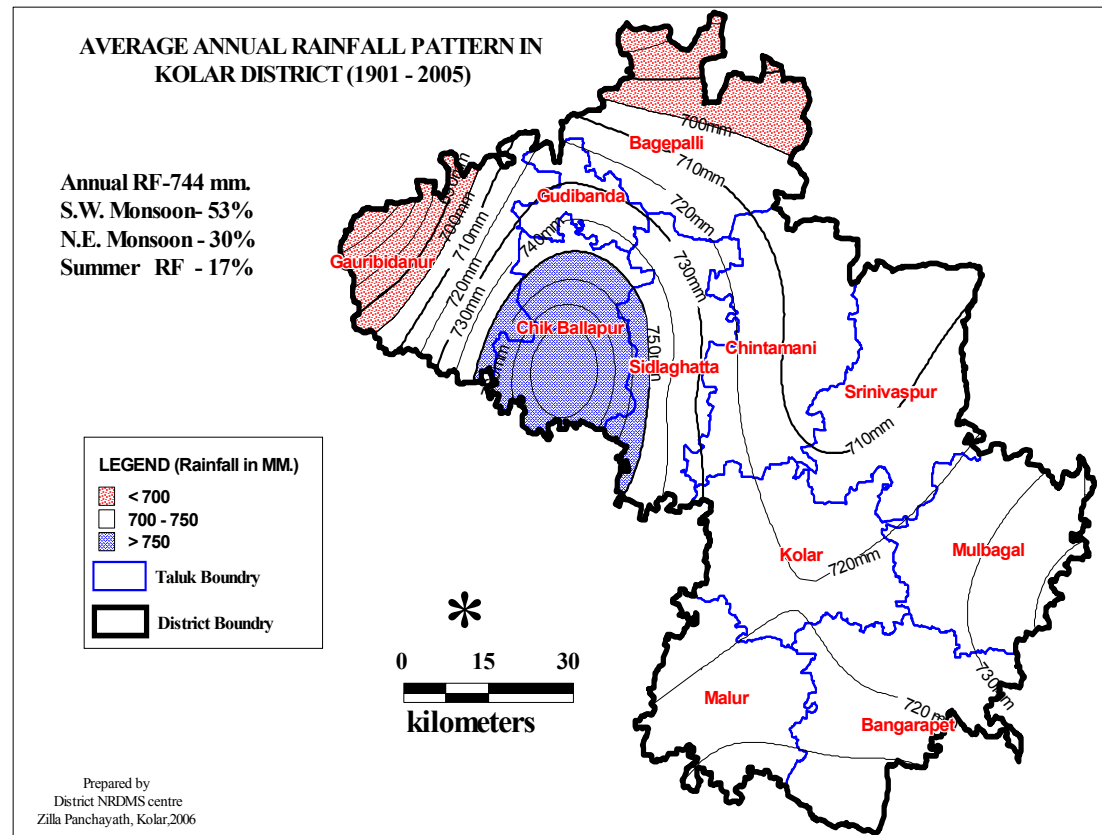 AVERAGE ANNUAL RAINFALL PATTERN IN
KOLAR DISTRICT (1901 - 2005)
Annual RF-744 mm.
S.W. Monsoon- 53%
N.E. Monsoon - 30%
Summer RF - 17%
700mm
Bagepalli
710mm
Gudibanda
720mm
700mm
710mm
740mm
Gauribidanur
720mm
730mm
730mm
Chik Ballapur
750mm
Sidlaghatta
Chintamani
Srinivaspur
710mm
LEGEND (Rainfall in MM.)
< 700
700 - 750
> 750
Taluk Boundry
District Boundry
Kolar
720mm
Mulbagal
*
0 15 30
kilometers
Malur
730mm
720 mm
Bangarapet
Prepared by
District NRDMS centre
Zilla Panchayath, Kolar,2006